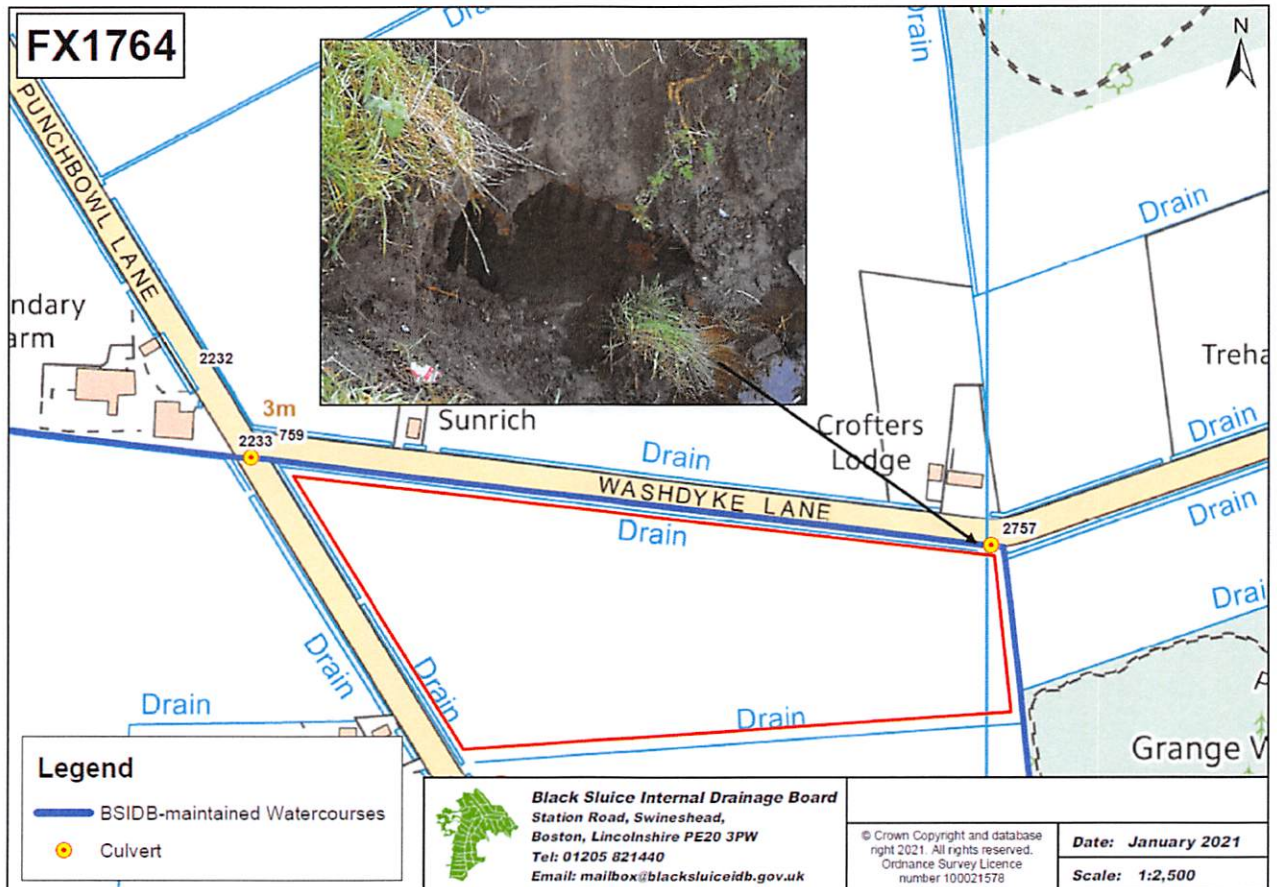 FX1764
Drain
Drain
N
PUNCHBOWL LANE
Drain
ndary
arm
2232
3m
2233
759
Sunrich
Drain
Crofters
Lodge
Treha
Drain
WASHDYKE LANE
2757
Drain
Drain
Drai
Drain
Drain
Drain
Drain
Grange W
Legend
BSIDB-maintained Watercourses
Culvert
Black Sluice Internal Drainage Board
Station Road, Swineshead,
Boston, Lincolnshire PE20 3PW
Tel: 01205 821440
Email: mailbox@blacksluiceidb.gov.uk
© Crown Copyright and database
right 2021. All rights reserved.
Ordnance Survey Licence
number 100021578
Date: January 2021
Scale: 1:2,500